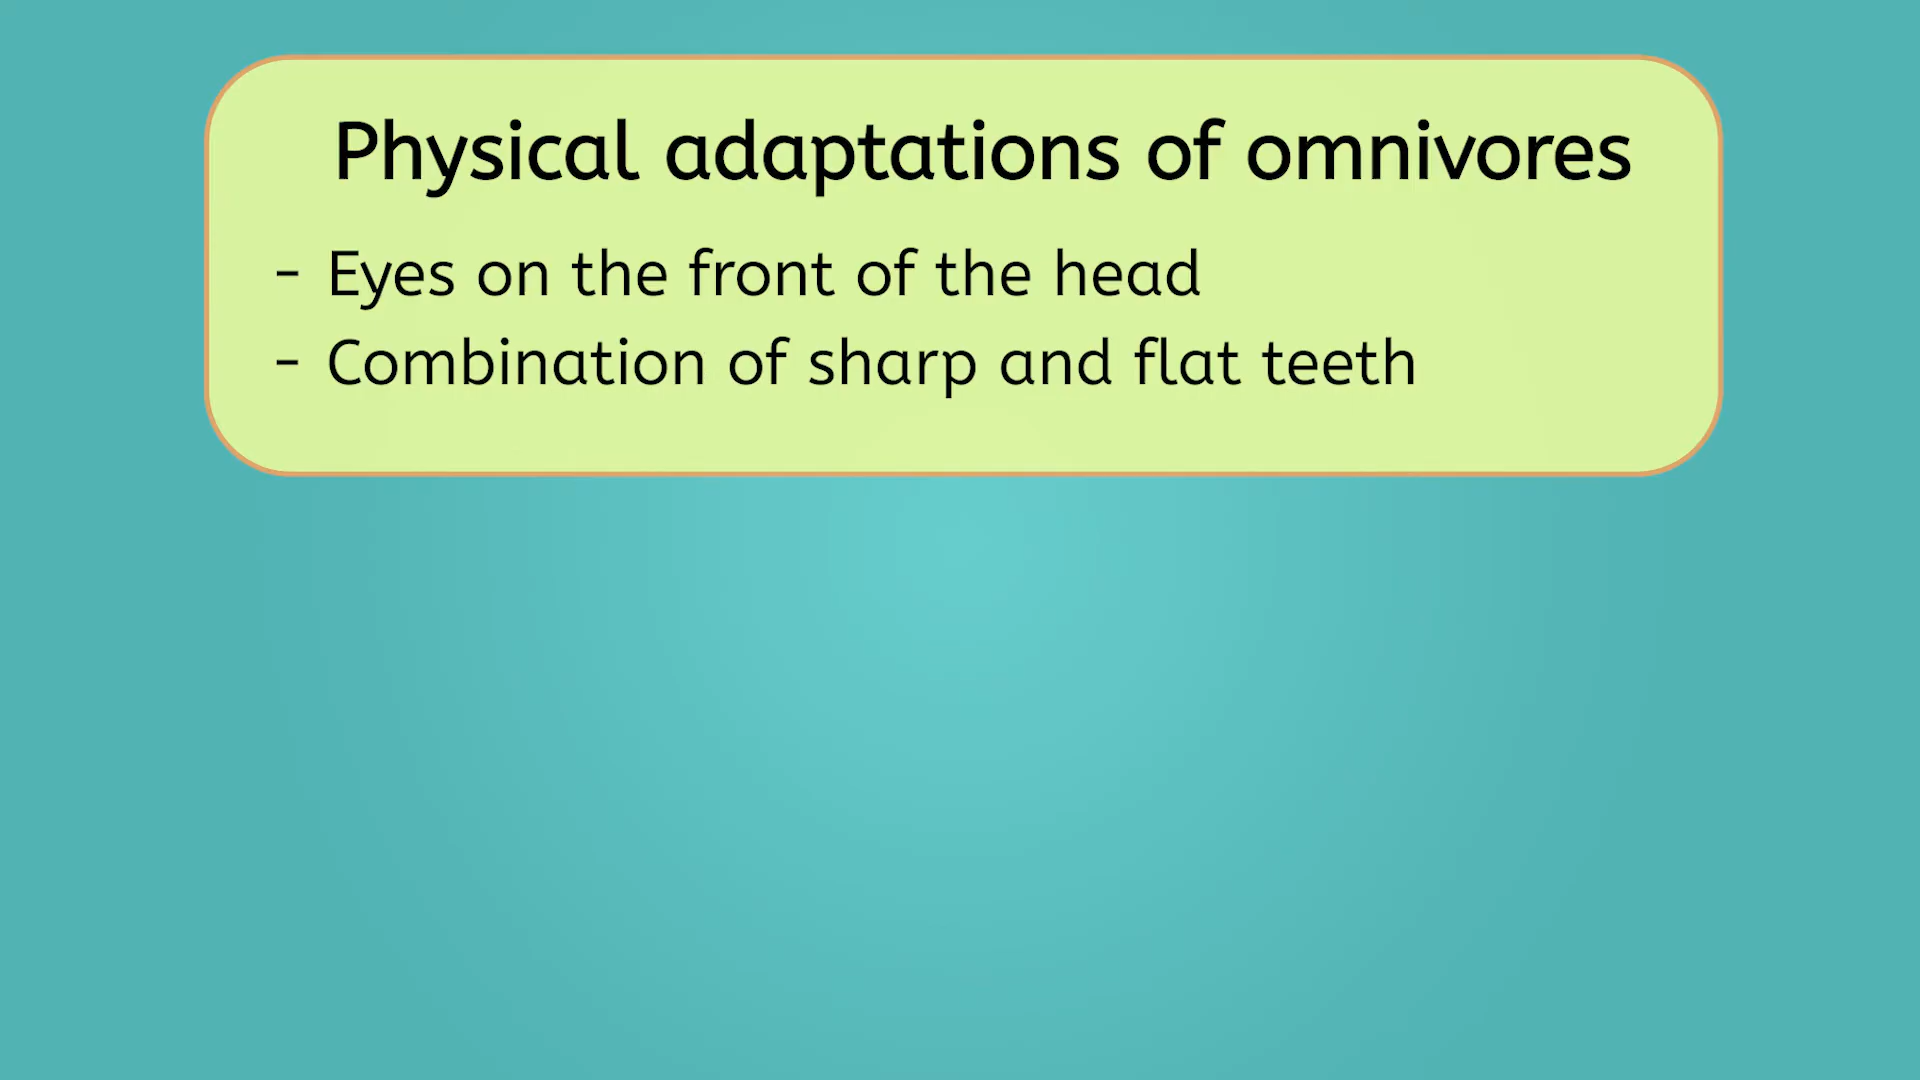 Physical adaptations of omnivores
- Eyes on the front of the head
- Combination of sharp and flat teeth